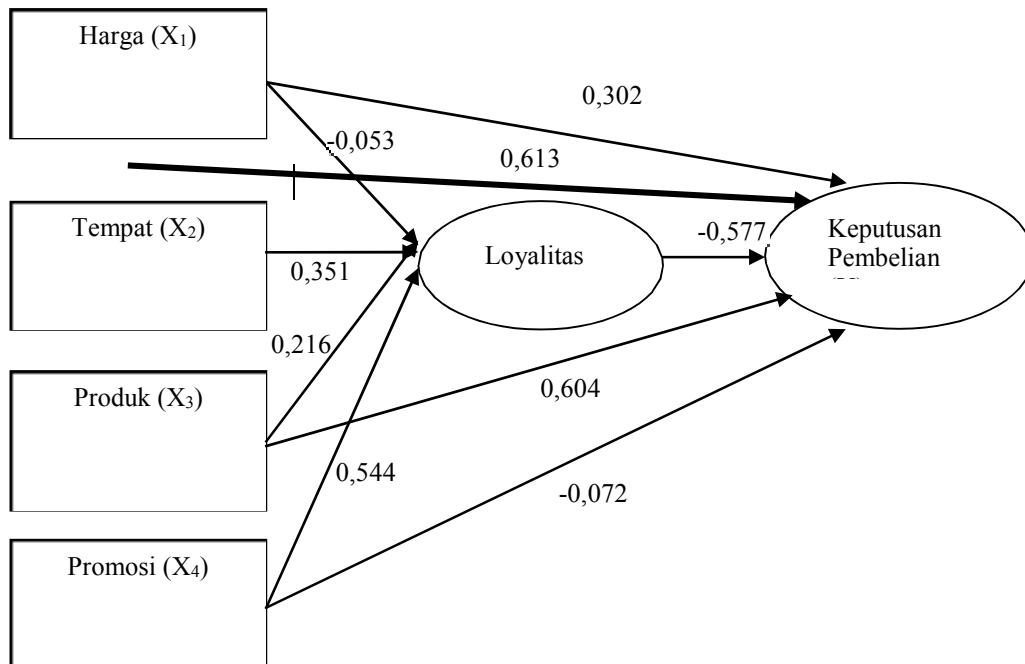 Harga (X1)
0,302
-0,053
0,613
Tempat (X2)
Loyalitas
-0,577
Keputusan
Pembelian
0,351
0,216
Produk (X3)
0,604
0,544
-0,072
Promosi (X4)